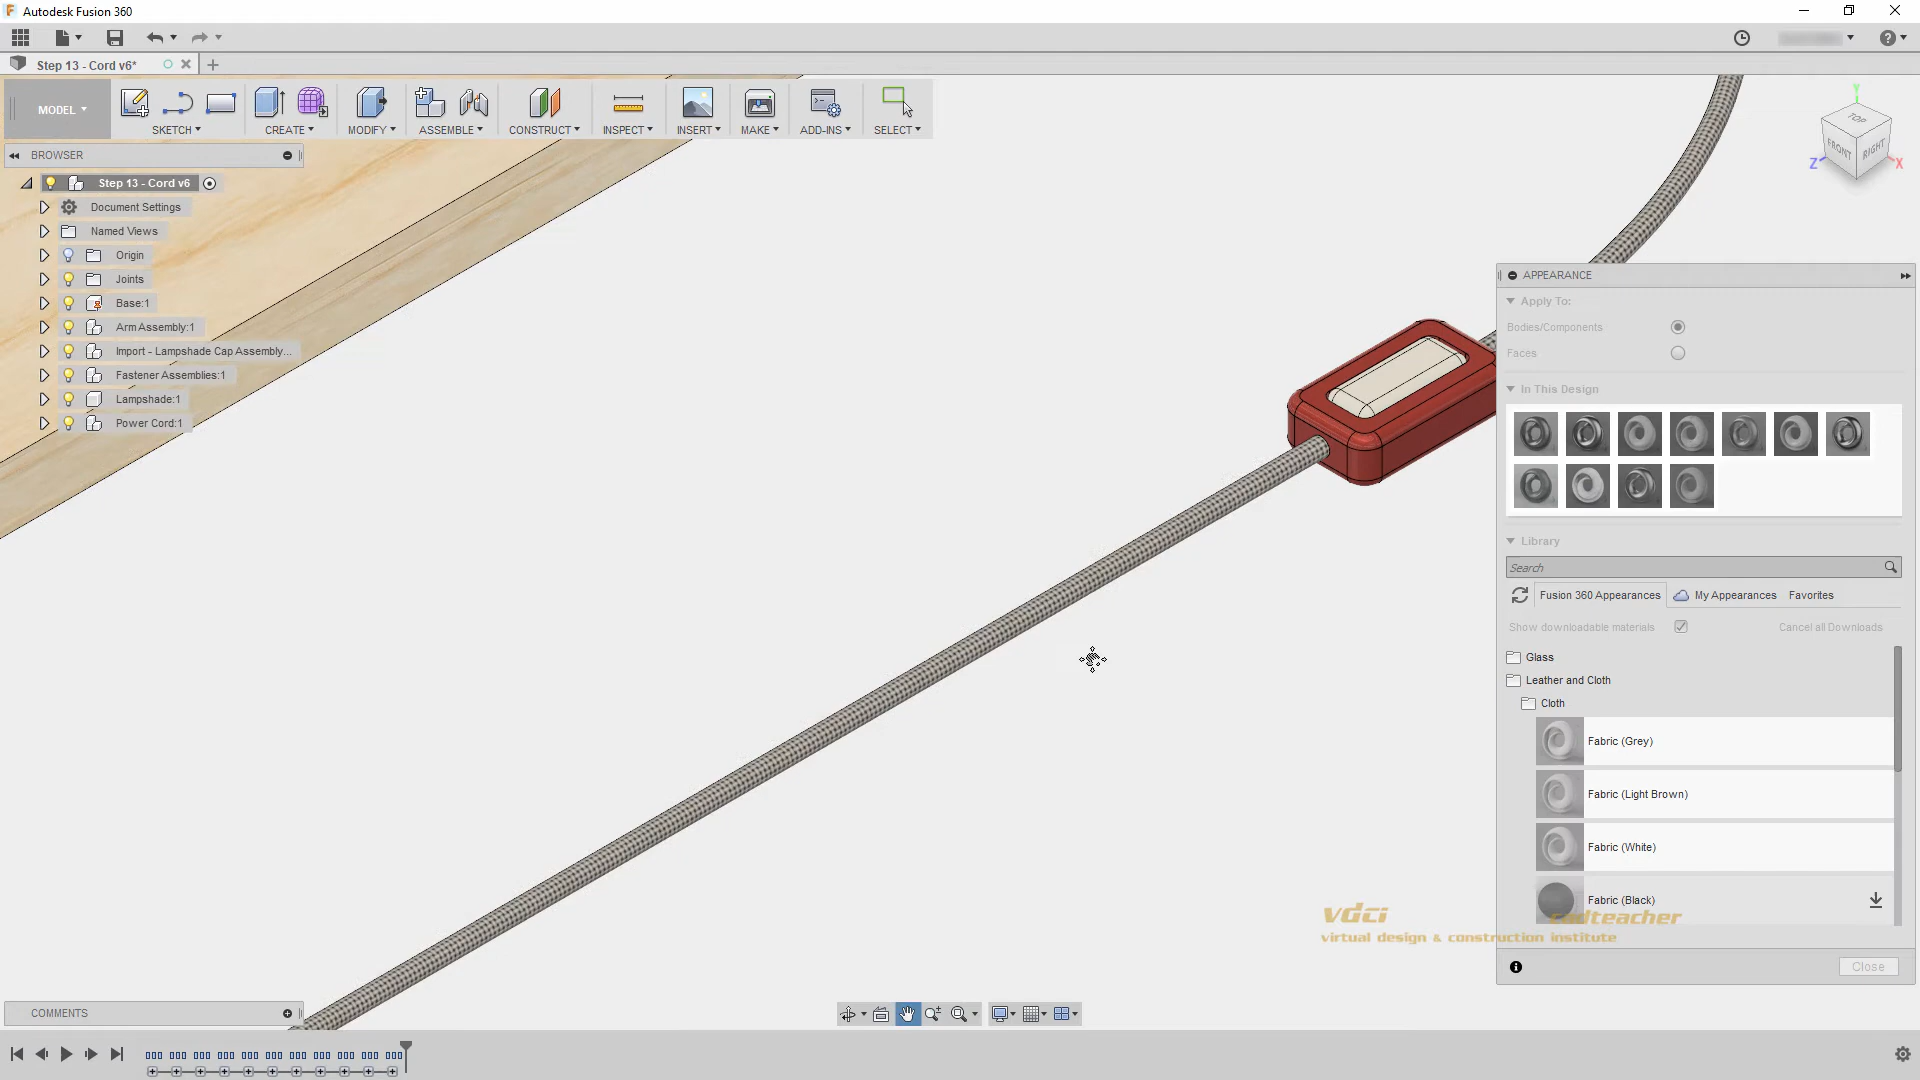 Autodesk Fusion 360
Step 13 - Cord v6*
MODEL
SKETCH
CREATE
MODIFY
ASSEMBLE
CONSTRUCT
INSPECT
INSERT
MAKE
ADD-INS
SELECT
BROWSER
Step 13 - Cord v6
Document Settings
Named Views
Origin
Joints
Base:1
Arm Assembly:1
Import - Lampshade Cap Assembly...
Fastener Assemblies:1
Lampshade:1
Power Cord:1
Y
TOP
FRONT
RIGHT
Z
X
APPEARANCE
Apply To:
Bodies/Components
Faces
In This Design
Library
Search
Fusion 360 Appearances
My Appearances
Favorites
Show downloadable materials
Cancel all Downloads
Glass
Leather and Cloth
Cloth
Fabric (Grey)
Fabric (Light Brown)
Fabric (White)
Fabric (Black)
vdci cadteacher
virtual design & construction institute
Close
COMMENTS